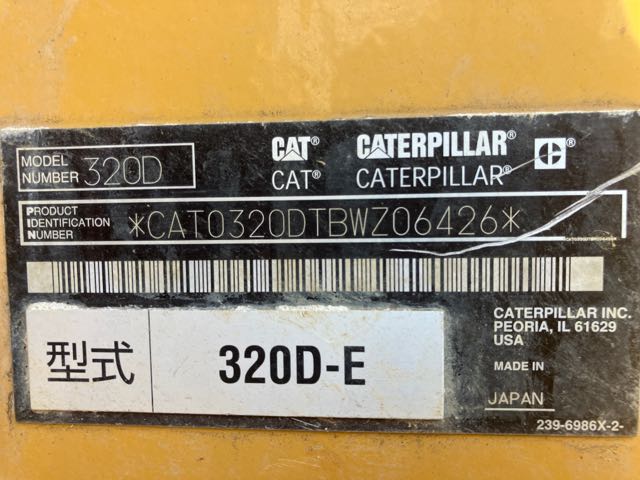 MODEL NUMBER 320D
CAT® CATERPILLAR®
CAT® CATERPILLAR®
PRODUCT IDENTIFICATION NUMBER *CAT0320DTBWZ06426*
型式 320D-E
CATERPILLAR INC.
PEORIA, IL 61629
USA
MADE IN
JAPAN
239-6986X-2-